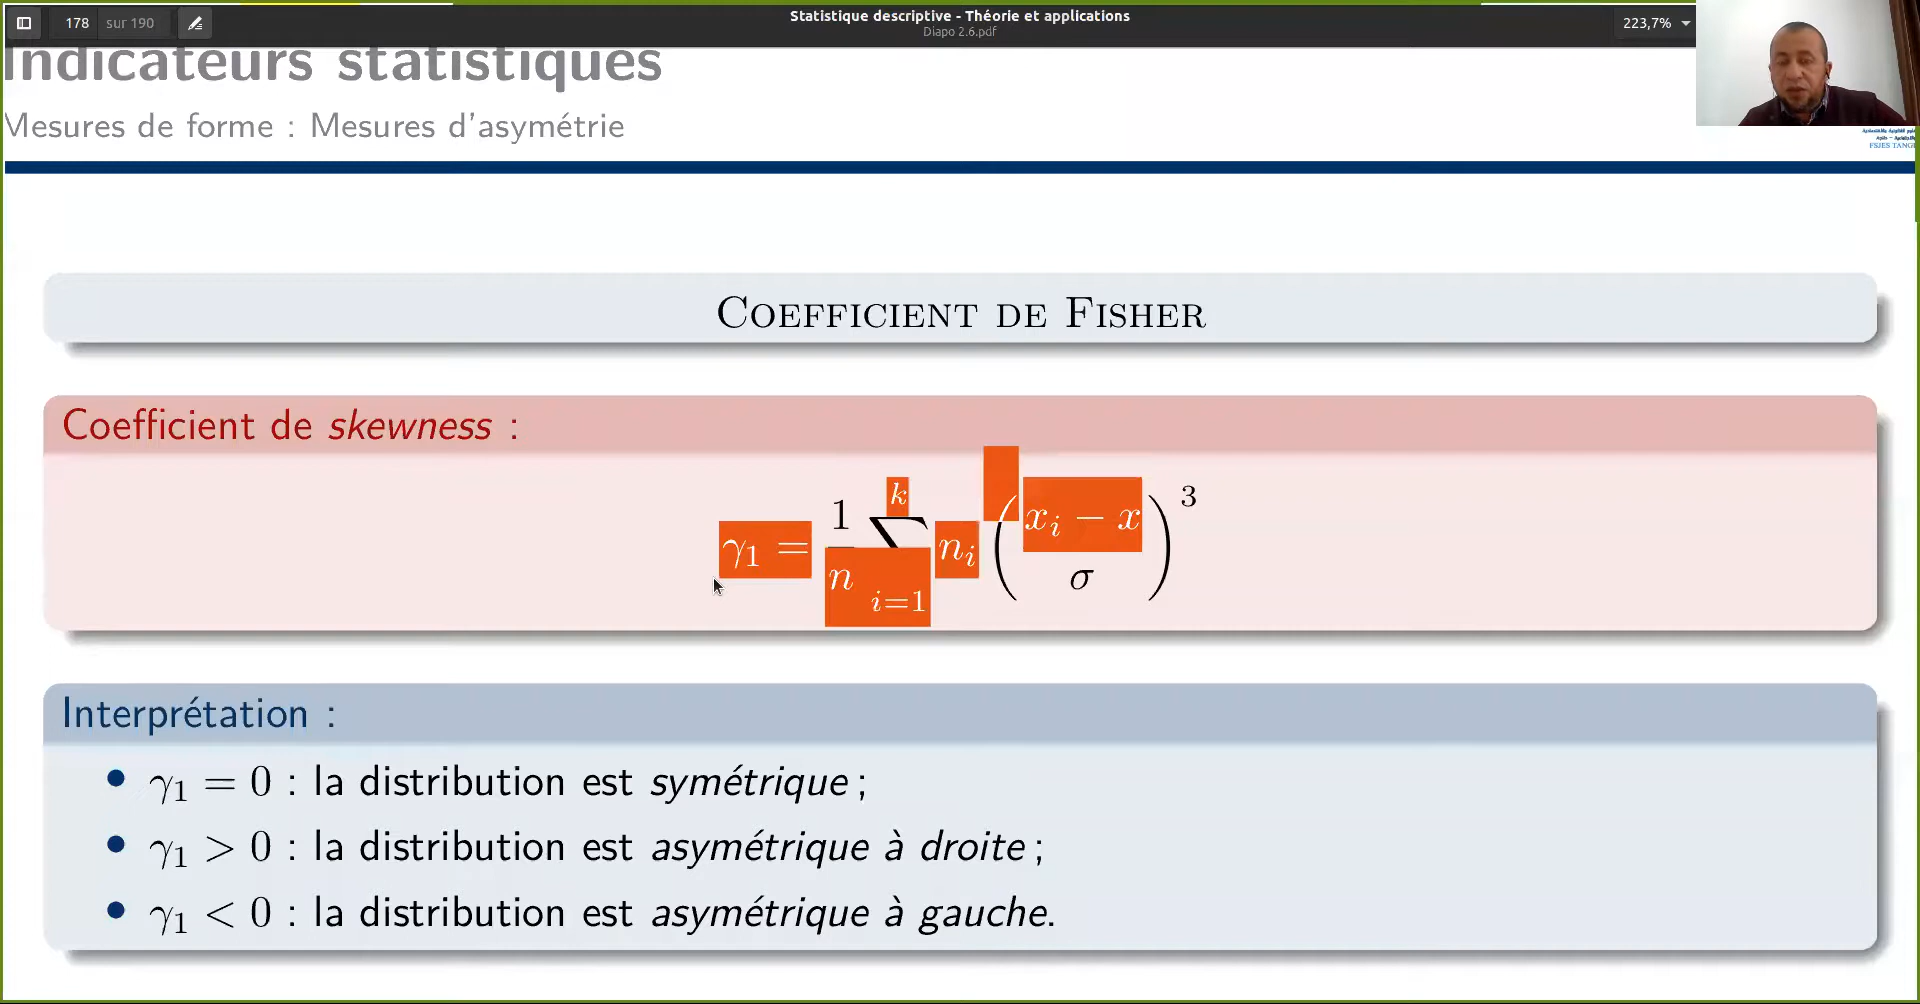 178 sur 190
Statistique descriptive - Théorie et applications
Diapo 2.6.pdf
223,7%
Indicateurs statistiques
Mesures de forme : Mesures d'asymétrie
FSJES TANG
COEFFICIENT DE FISHER
Coefficient de skewness :
γ₁ = 1/n ∑_{i=1}^{k} n_i ( (x_i − x) / σ )³
Interprétation :
• γ₁ = 0 : la distribution est symétrique ;
• γ₁ > 0 : la distribution est asymétrique à droite ;
• γ₁ < 0 : la distribution est asymétrique à gauche.